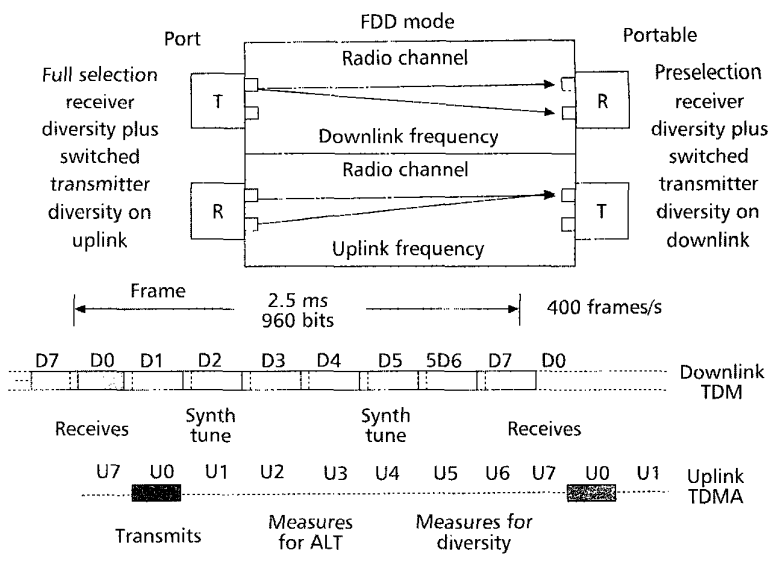 FDD mode
Port
Portable
Radio channel
Full selection
receiver
diversity plus
switched
transmitter
diversity on
uplink
T
R
Preselection
receiver
diversity plus
switched
transmitter
diversity on
downlink
Downlink frequency
Radio channel
R
T
Uplink frequency
Frame
2.5 ms
960 bits
400 frames/s
D7 D0 D1 D2 D3 D4 D5 5D6 D7 D0
Downlink
TDM
Receives
Synth
tune
Synth
tune
Receives
U7 U0 U1 U2 U3 U4 U5 U6 U7 U0 U1
Uplink
TDMA
Transmits
Measures
for ALT
Measures for
diversity